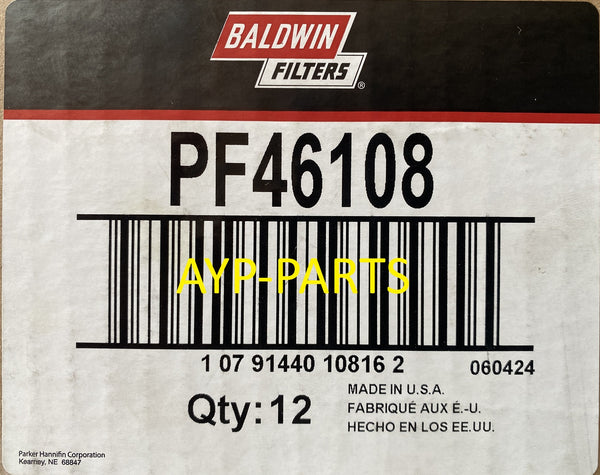 BALDWIN
FILTERS®
PF46108
AYP-PARTS
1 07 91440 10816 2
060424
Qty: 12
MADE IN U.S.A.
FABRIQUÉ AUX É.-U.
HECHO EN LOS EE.UU.
Parker Hannifin Corporation
Kearney, NE 68847